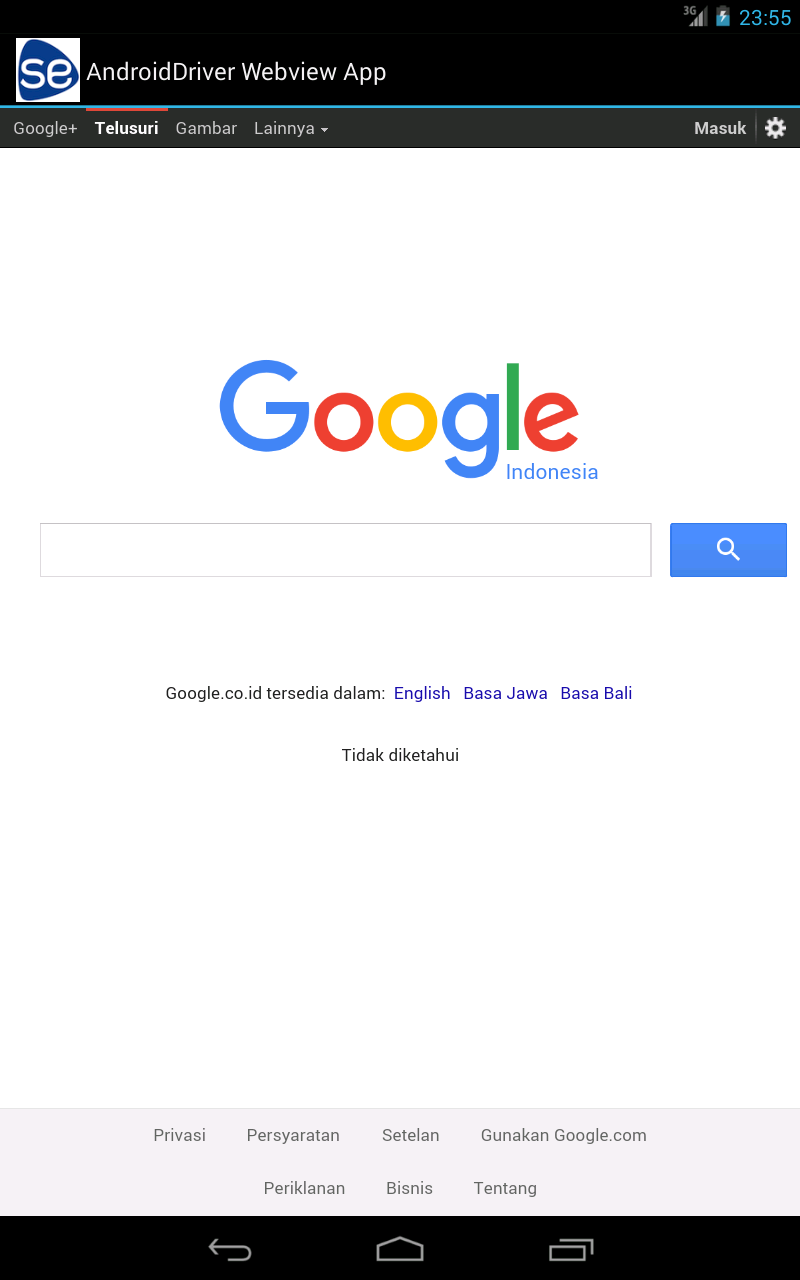 3G 23:55
se AndroidDriver Webview App
Google+ Telusuri Gambar Lainnya Masuk
Google
Indonesia
Google.co.id tersedia dalam: English Basa Jawa Basa Bali
Tidak diketahui
Privasi Persyaratan Setelan Gunakan Google.com
Periklanan Bisnis Tentang